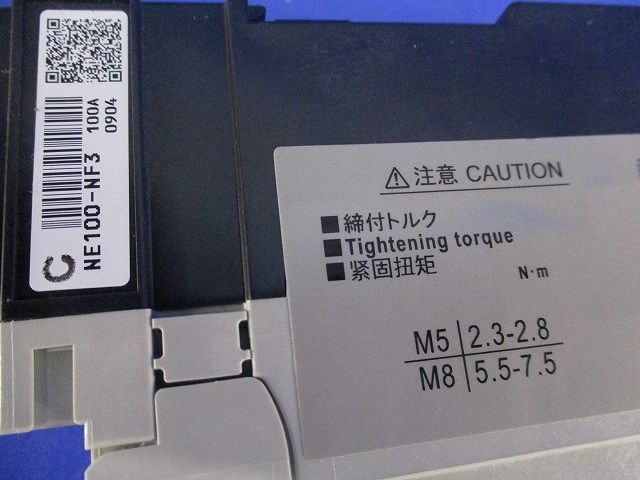 C
NE100-NF3
100A
0904
⚠注意 CAUTION
■締付トルク
■Tightening torque
■紧固扭矩
N·m
M5 2.3-2.8
M8 5.5-7.5